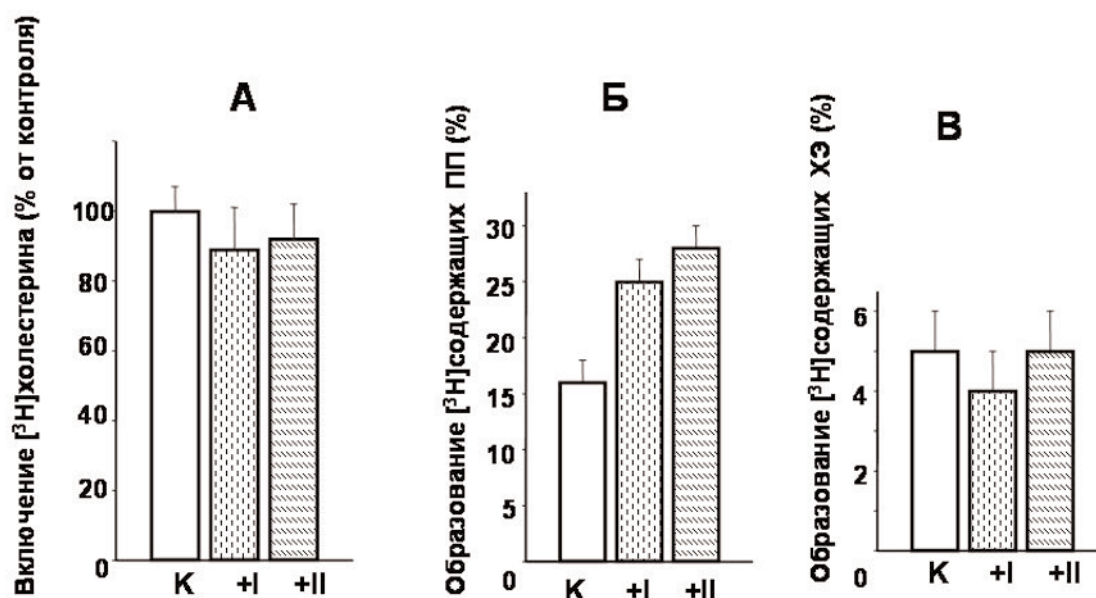 А
Включение [³H]холестерина (% от контроля)
100
80
60
40
20
0
К
+I
+II
Б
Образование [³H]содержащих ПП (%)
30
25
20
15
10
5
0
К
+I
+II
В
Образование [³H]содержащих ХЭ (%)
6
4
2
0
К
+I
+II